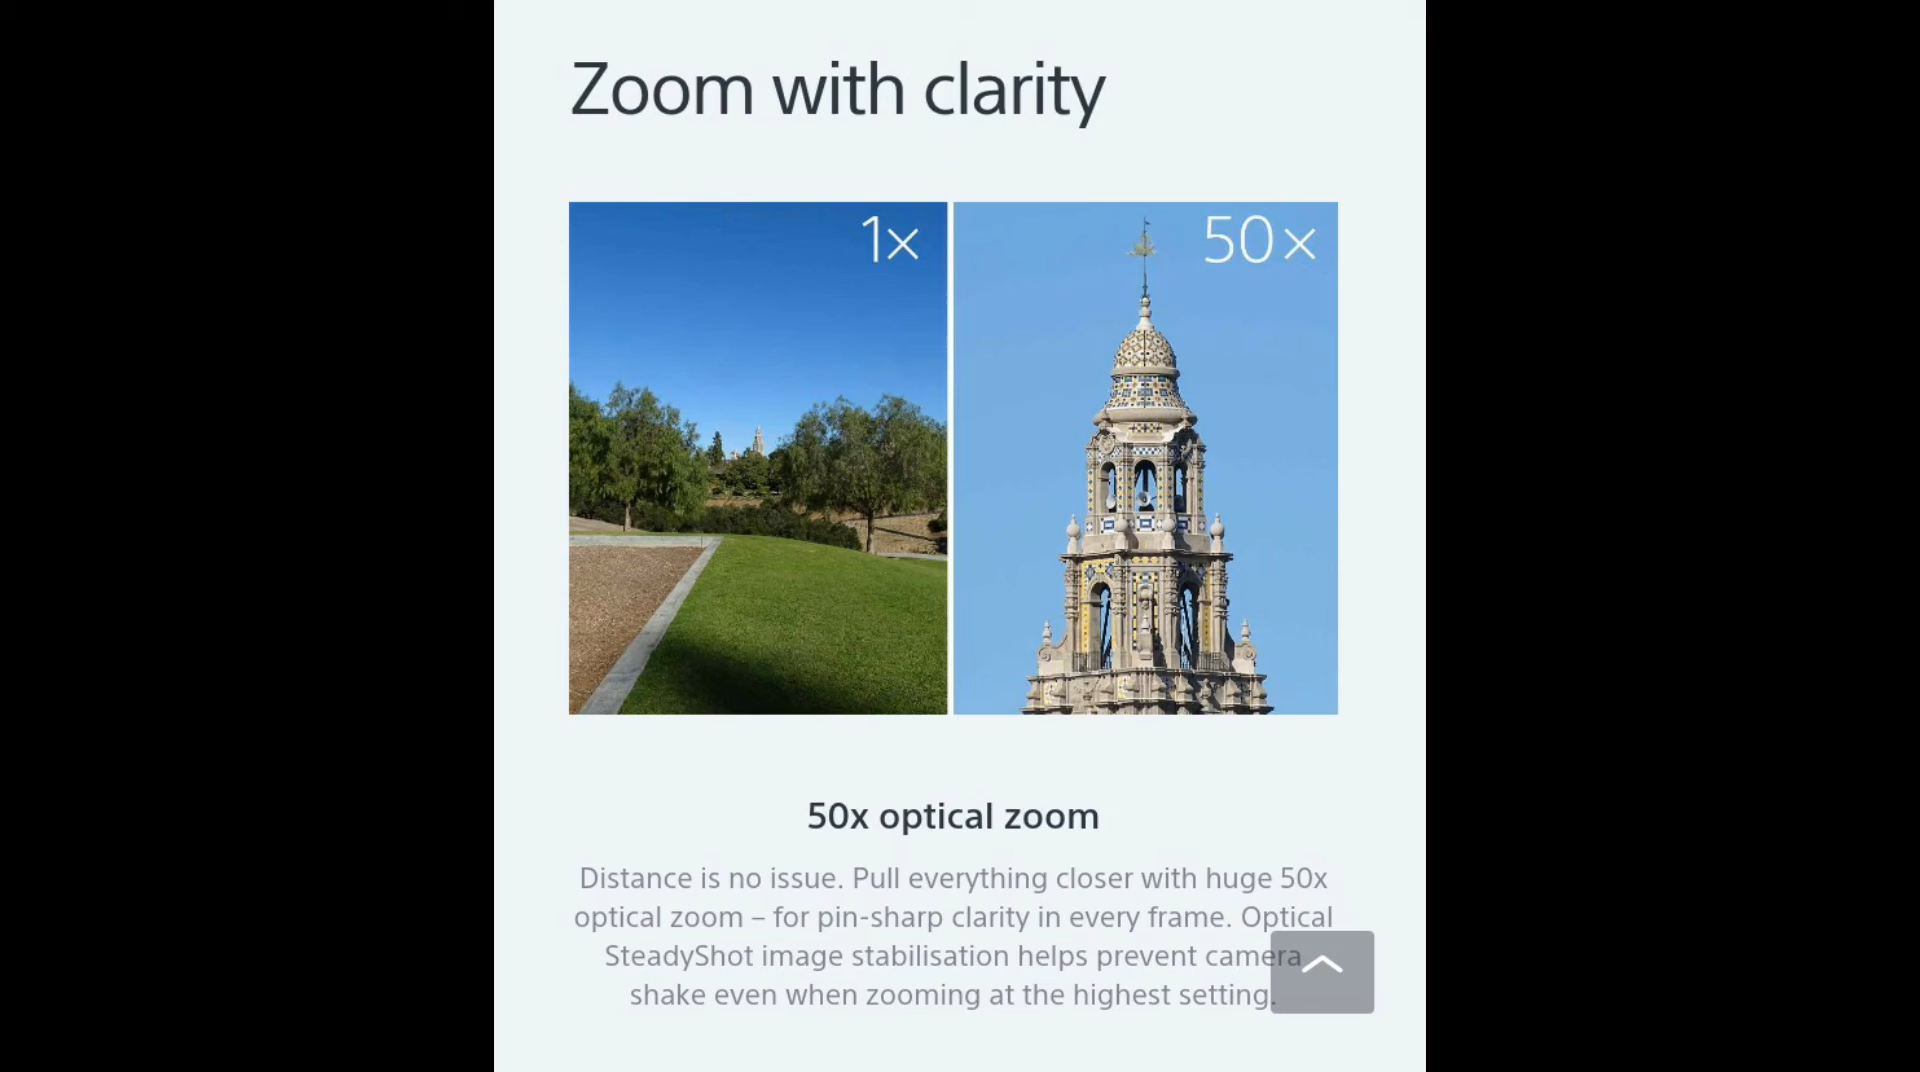 Zoom with clarity
1x
50x
50x optical zoom
Distance is no issue. Pull everything closer with huge 50x
optical zoom – for pin-sharp clarity in every frame. Optical
SteadyShot image stabilisation helps prevent camera
shake even when zooming at the highest setting.